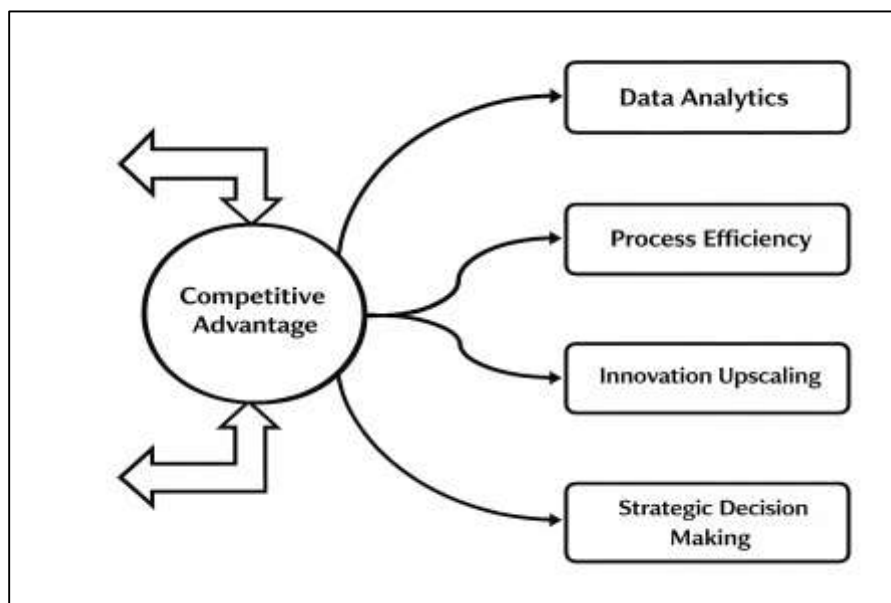 Data Analytics
Process Efficiency
Competitive
Advantage
Innovation Upscaling
Strategic Decision
Making